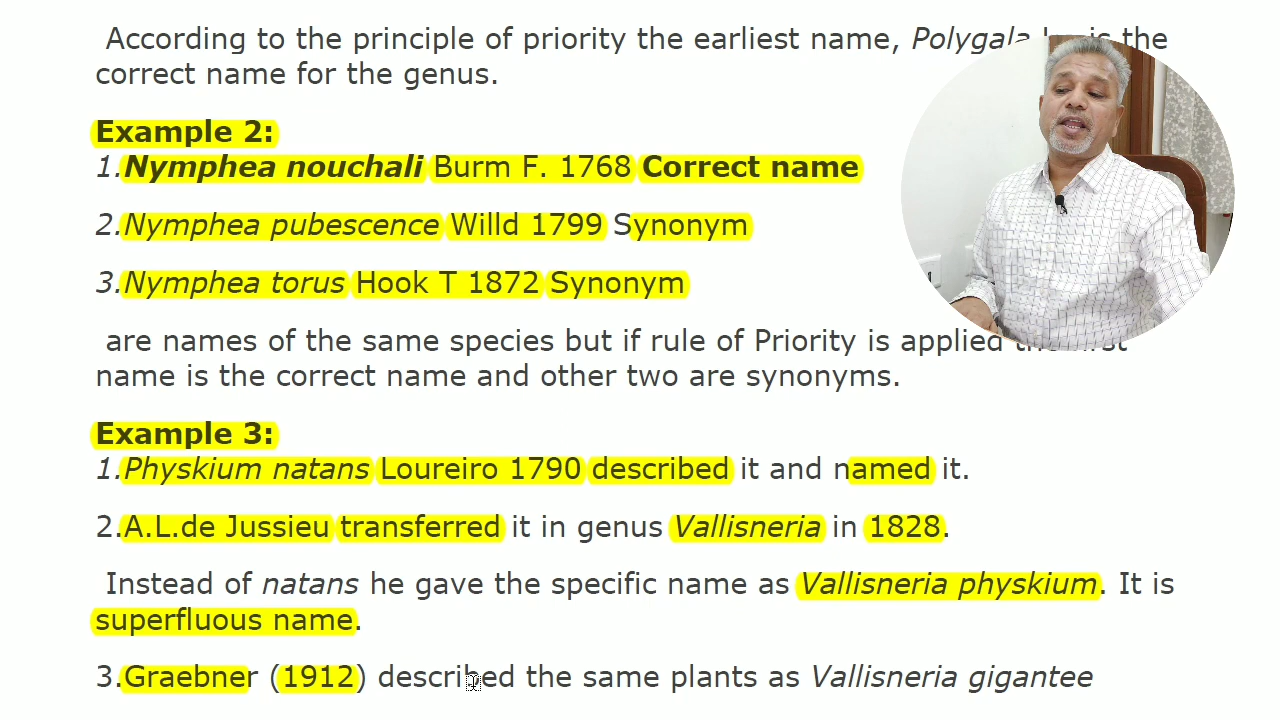 According to the principle of priority the earliest name, Polygala is the
correct name for the genus.
Example 2:
1.Nymphea nouchali Burm F. 1768 Correct name
2.Nymphea pubescence Willd 1799 Synonym
3.Nymphea torus Hook T 1872 Synonym
are names of the same species but if rule of Priority is applied
name is the correct name and other two are synonyms.
Example 3:
1.Physkium natans Loureiro 1790 described it and named it.
2.A.L.de Jussieu transferred it in genus Vallisneria in 1828.
Instead of natans he gave the specific name as Vallisneria physkium. It is
superfluous name.
3.Graebner (1912) described the same plants as Vallisneria gigantee